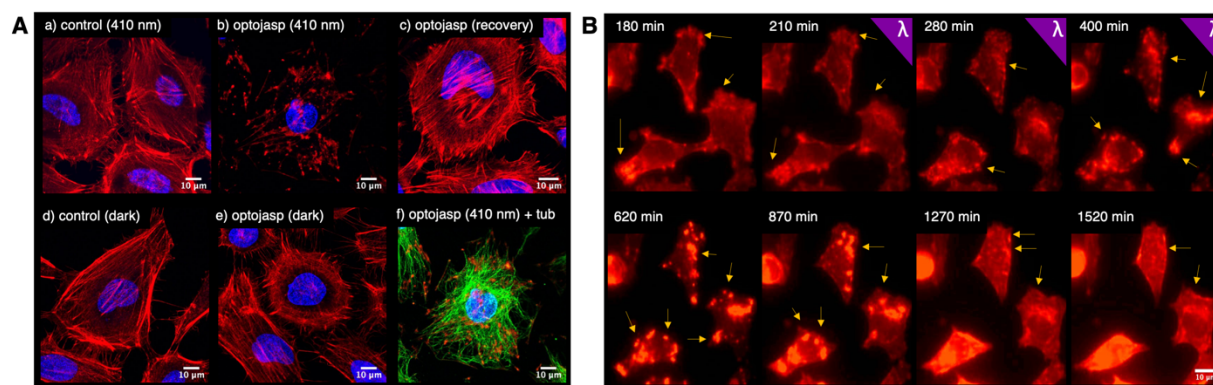 A
a) control (410 nm)
b) optojasp (410 nm)
c) optojasp (recovery)
10 µm
10 µm
10 µm
d) control (dark)
e) optojasp (dark)
f) optojasp (410 nm) + tub
10 µm
10 µm
10 µm
B
180 min
210 min
λ
280 min
λ
400 min
λ
620 min
870 min
1270 min
1520 min
10 µm